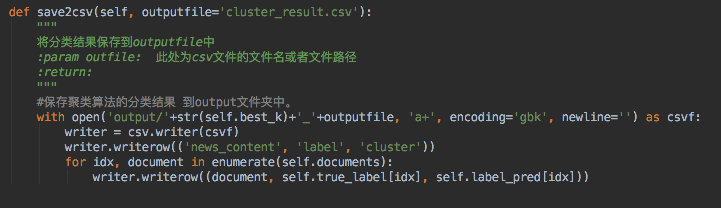 def save2csv(self, outputfile='cluster_result.csv'):
    """
    将分类结果保存到outputfile中
    :param outfile:  此处为csv文件的文件名或者文件路径
    :return:
    """
    #保存聚类算法的分类结果 到output文件夹中。
    with open('output/'+str(self.best_k)+'_'+outputfile, 'a+', encoding='gbk', newline='') as csvf:
        writer = csv.writer(csvf)
        writer.writerow(('news_content', 'label', 'cluster'))
        for idx, document in enumerate(self.documents):
            writer.writerow((document, self.true_label[idx], self.label_pred[idx]))